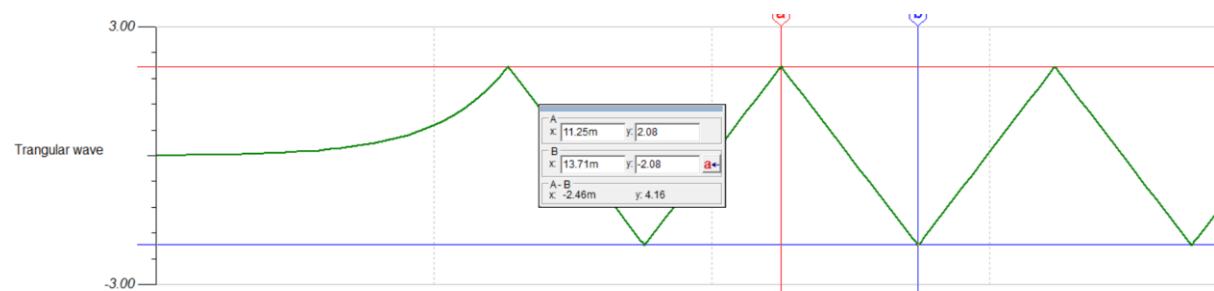 3.00
a
b
Trangular wave
A
x: 11.25m y: 2.08
B
x: 13.71m y: -2.08 a
A - B
x: -2.46m y: 4.16
-3.00